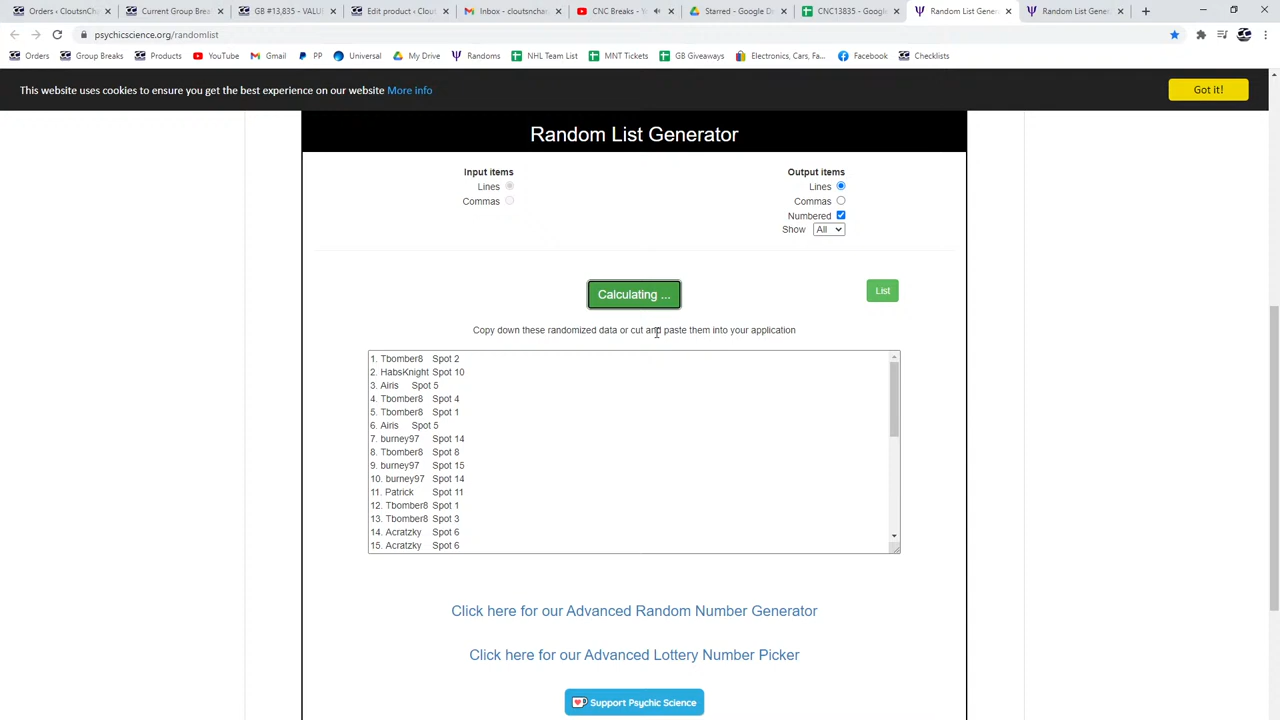 Orders › CloutsnCh
Cloutsnchara › Group Brea
GB #13,835 - VALU
Edit product ‹ Clou
Inbox - cloutsnchar
CNC Breaks -
Starred - Google D
CNC13835 - Google
Random List Gener
Random List Gener
psychicscience.org/randomlist
Orders
Group Breaks
Products
YouTube
Gmail
PP
Universal
My Drive
Randoms
NHL Team List
MNT Tickets
GB Giveaways
Electronics, Cars, Fa...
Facebook
Checklists
This website uses cookies to ensure you get the best experience on our website More info
Got it!
Random List Generator
Input items
Lines
Commas
Output items
Lines
Commas
Numbered
Show All
Calculating ...
List
Copy down these randomized data or cut and paste them into your application
1. Tbomber8 Spot 2
2. HabsKnight Spot 10
3. Airis Spot 5
4. Tbomber8 Spot 4
5. Tbomber8 Spot 1
6. Airis Spot 5
7. burney97 Spot 14
8. Tbomber8 Spot 8
9. burney97 Spot 15
10. burney97 Spot 14
11. Patrick Spot 11
12. Tbomber8 Spot 1
13. Tbomber8 Spot 3
14. Acratzky Spot 6
15. Acratzky Spot 6
Click here for our Advanced Random Number Generator
Click here for our Advanced Lottery Number Picker
Support Psychic Science